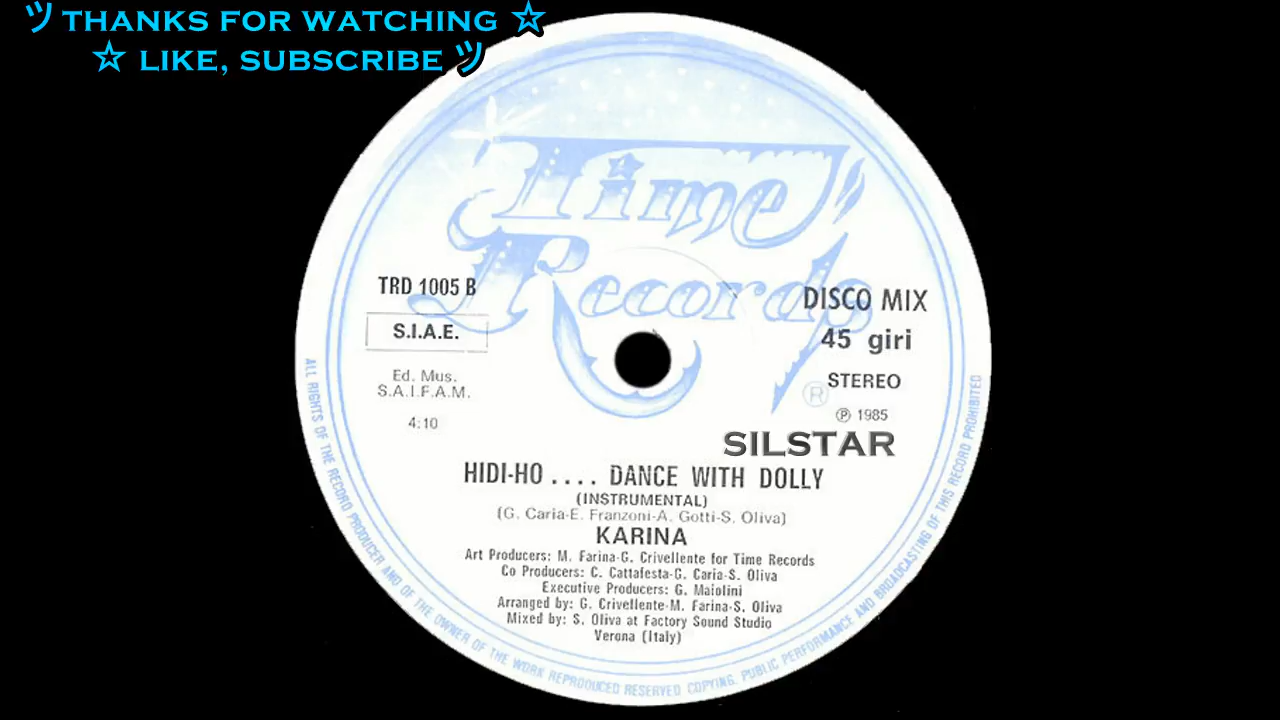 ツ THANKS FOR WATCHING ☆
☆ LIKE, SUBSCRIBE ツ
Time
Records
TRD 1005 B
S.I.A.E.
Ed. Mus.
S.A.I.F.A.M.
4:10
DISCO MIX
45 giri
STEREO
®
℗ 1985
SILSTAR
HIDI-HO.... DANCE WITH DOLLY
(INSTRUMENTAL)
(G. Caria-E. Franzoni-A. Gotti-S. Oliva)
KARINA
Art Producers: M. Farina-G. Crivellente for Time Records
Co Producers: C. Cattafesta-G. Caria-S. Oliva
Executive Producers: G. Maiolini
Arranged by: G. Crivellente-M. Farina-S. Oliva
Mixed by: S. Oliva at Factory Sound Studio
Verona (Italy)
ALL RIGHTS OF THE RECORD PRODUCER AND OF THE OWNER OF THE WORK REPRODUCED RESERVED COPYING, PUBLIC PERFORMANCE AND BROADCASTING OF THIS RECORD PROHIBITED